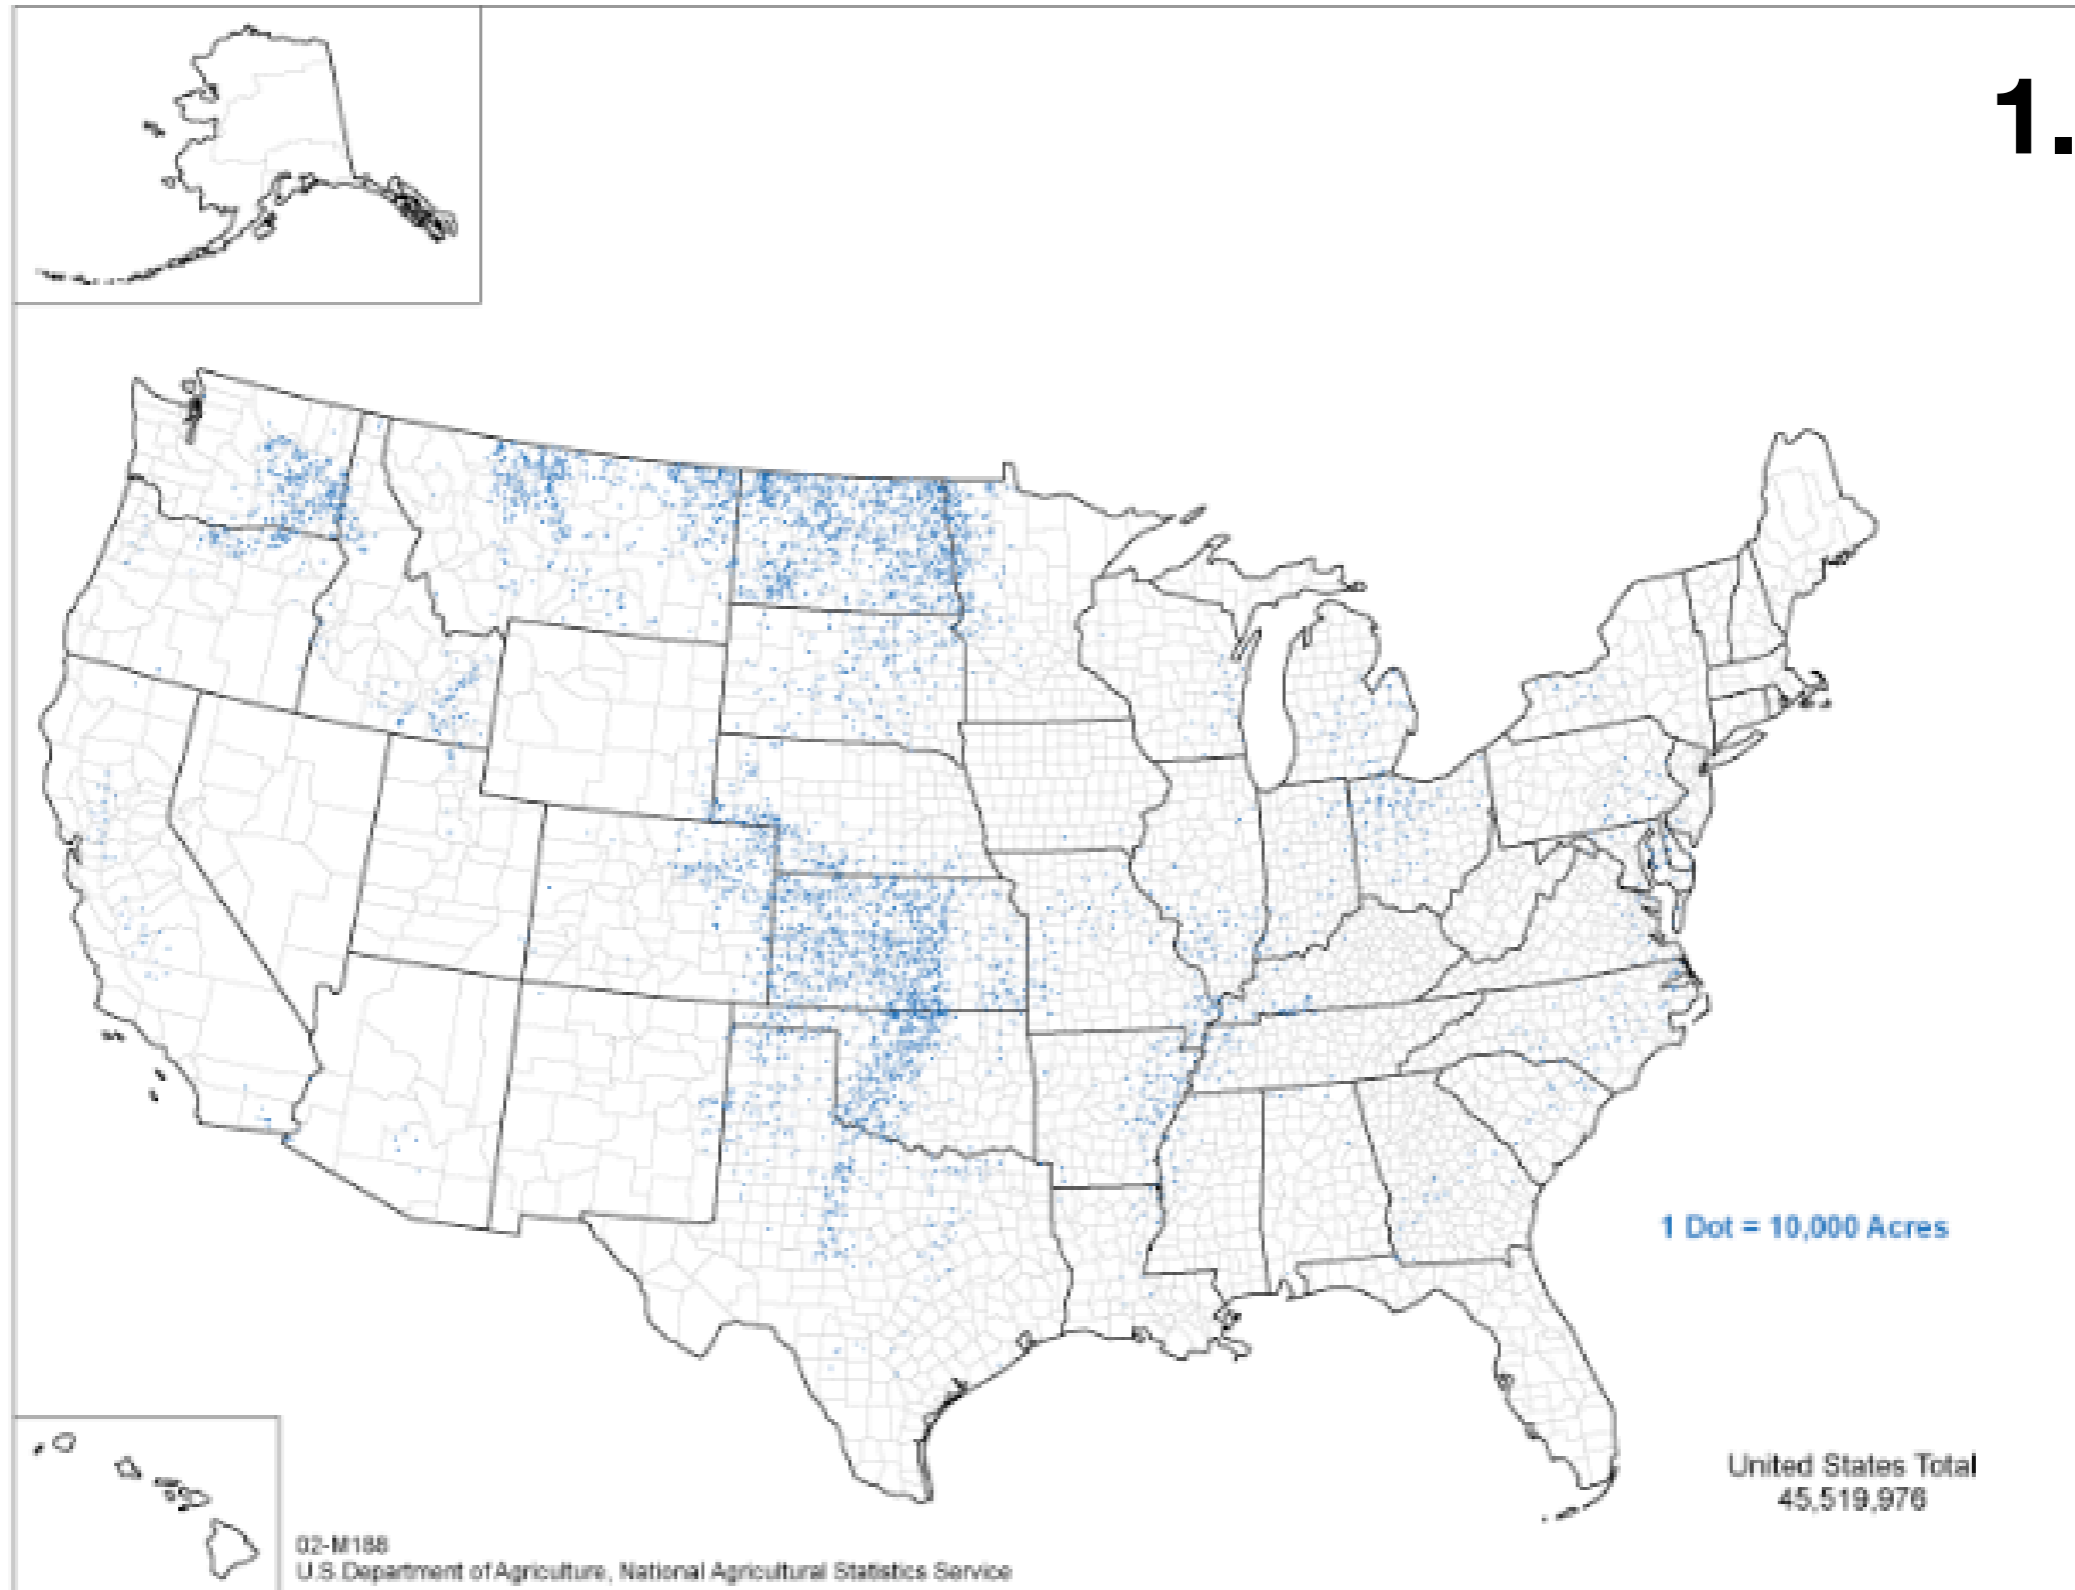 1.
1 Dot = 10,000 Acres
United States Total
45,519,976
02-M188
U.S.Department of Agriculture, National Agricultural Statistics Service